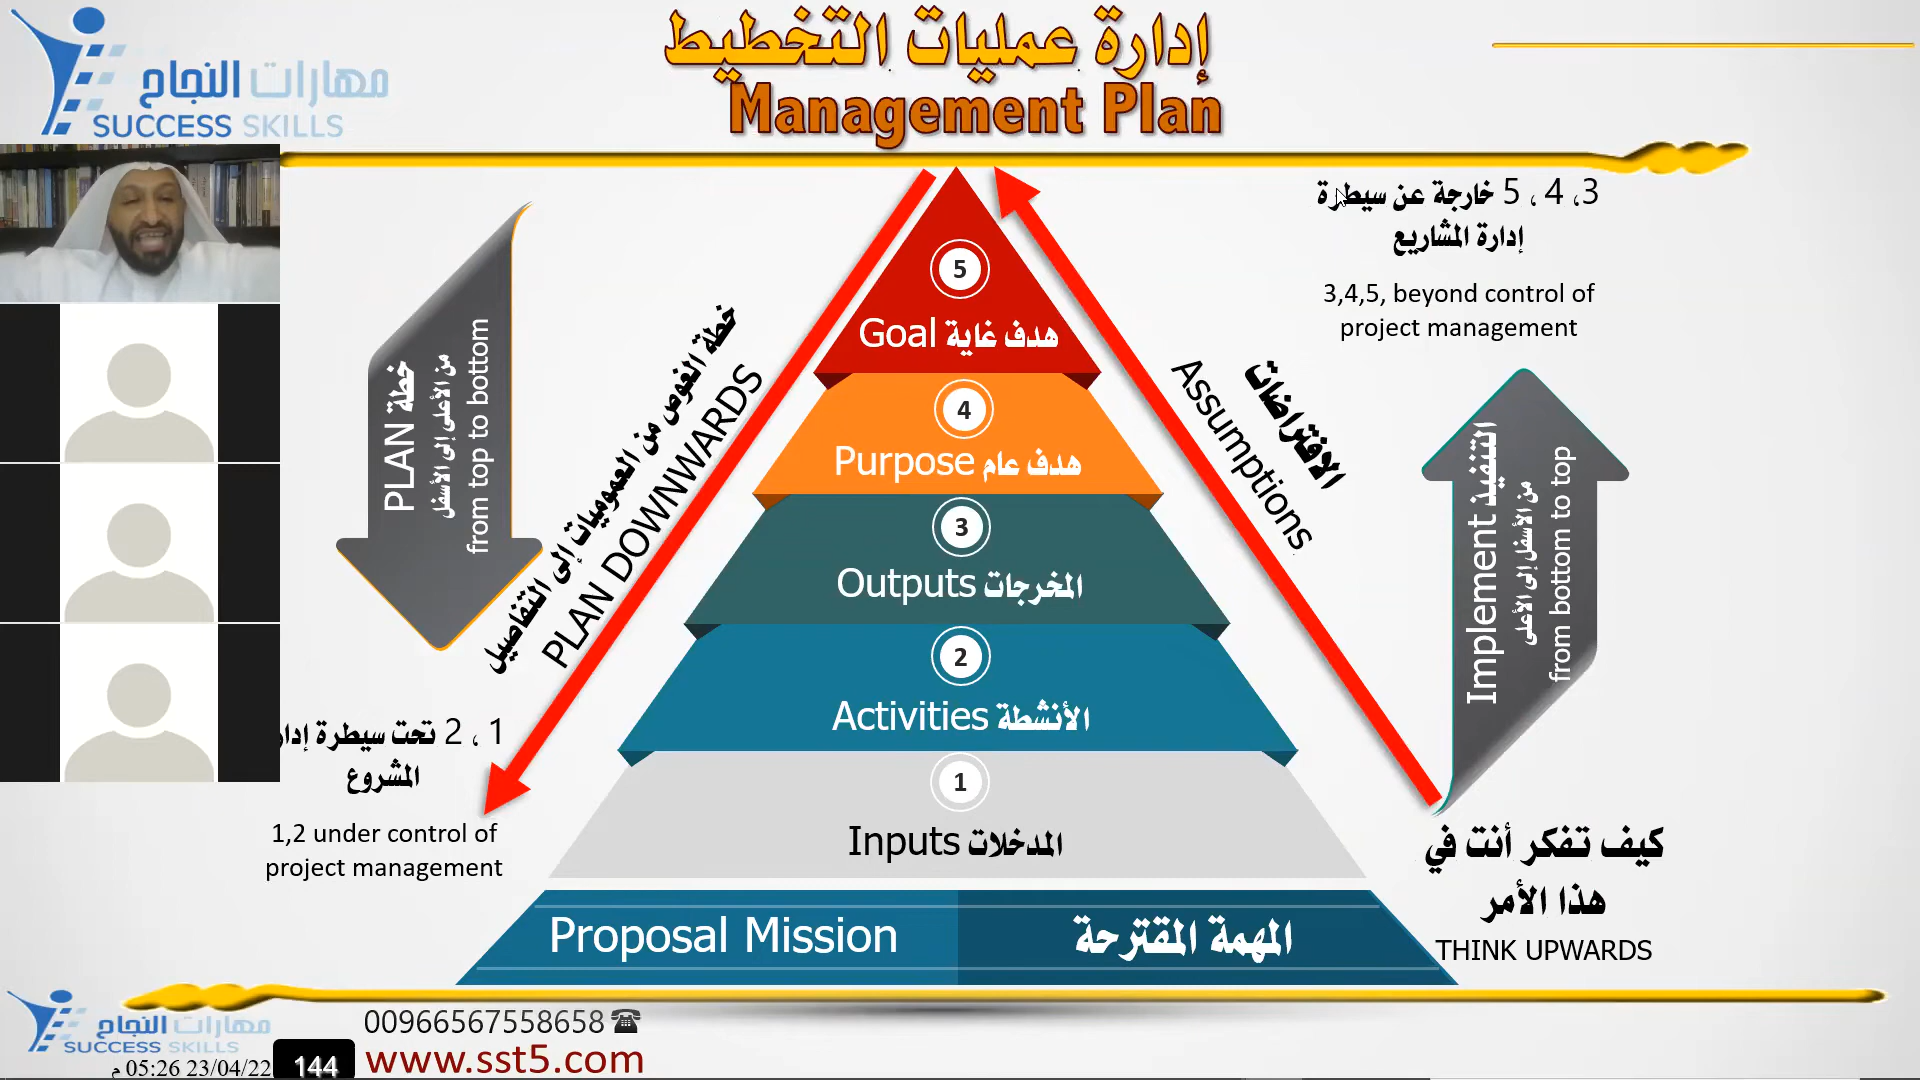 مهارات النجاح
SUCCESS SKILLS
إدارة عمليات التخطيط
Management Plan
3، 4 ، 5 خارجة عن سيطرة
إدارة المشاريع
3,4,5, beyond control of
project management
خطة PLAN
من الأعلى إلى الأسفل
from top to bottom
خطة الغوص من العموميات إلى التفاصيل
PLAN DOWNWARDS
5
هدف غاية Goal
4
هدف عام Purpose
3
المخرجات Outputs
2
الأنشطة Activities
1
المدخلات Inputs
Proposal Mission
المهمة المقترحة
الافتراضات
Assumptions
التنفيذ Implement
من الأسفل إلى الأعلى
from bottom to top
1 ، 2 تحت سيطرة إدار
المشروع
1,2 under control of
project management
كيف تفكر أنت في
هذا الأمر
THINK UPWARDS
مهارات النجاح
SUCCESS SKILLS
00966567558658
www.sst5.com
05:26 23/04/22 م
144